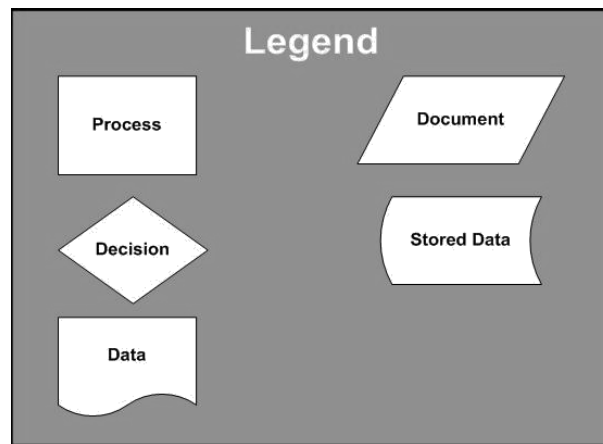 Legend
Process
Document
Decision
Stored Data
Data